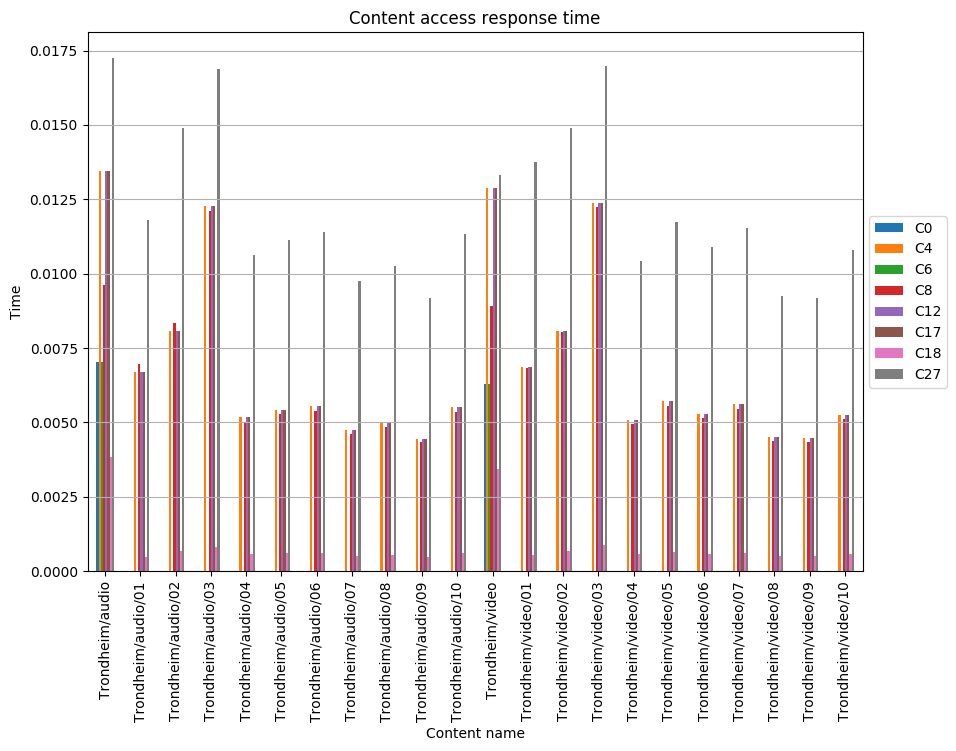 Content access response time
Time
0.0175
0.0150
0.0125
0.0100
0.0075
0.0050
0.0025
0.0000
Trondheim/audio
Trondheim/audio/01
Trondheim/audio/02
Trondheim/audio/03
Trondheim/audio/04
Trondheim/audio/05
Trondheim/audio/06
Trondheim/audio/07
Trondheim/audio/08
Trondheim/audio/09
Trondheim/audio/10
Trondheim/video
Trondheim/video/01
Trondheim/video/02
Trondheim/video/03
Trondheim/video/04
Trondheim/video/05
Trondheim/video/06
Trondheim/video/07
Trondheim/video/08
Trondheim/video/09
Trondheim/video/10
Content name
C0
C4
C6
C8
C12
C17
C18
C27